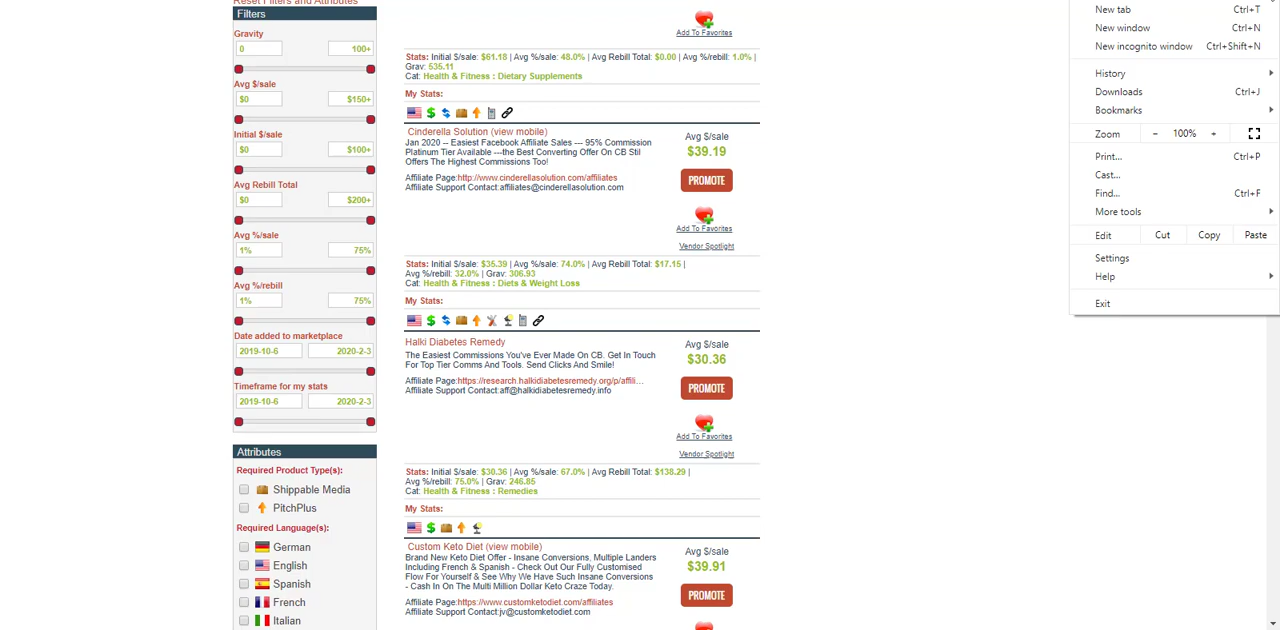 Reset Filters and Attributes
Filters
Gravity
0 100+
Avg $/sale
$0 $150+
Initial $/sale
$0 $100+
Avg Rebill Total
$0 $200+
Avg %/sale
1% 75%
Avg %/rebill
1% 75%
Date added to marketplace
2019-10-6 2020-2-3
Timeframe for my stats
2019-10-6 2020-2-3
Attributes
Required Product Type(s):
Shippable Media
PitchPlus
Required Language(s):
German
English
Spanish
French
Italian
Add To Favorites
Stats: Initial $/sale: $61.18 | Avg %/sale: 48.0% | Avg Rebill Total: $0.00 | Avg %/rebill: 1.0% |
Grav: 535.11
Cat: Health & Fitness : Dietary Supplements
My Stats:
Cinderella Solution (view mobile)
Jan 2020 -- Easiest Facebook Affiliate Sales --- 95% Commission
Platinum Tier Available ---the Best Converting Offer On CB Stil
Offers The Highest Commissions Too!
Affiliate Page:http://www.cinderellasolution.com/affiliates
Affiliate Support Contact:affiliates@cinderellasolution.com
Avg $/sale
$39.19
PROMOTE
Add To Favorites
Vendor Spotlight
Stats: Initial $/sale: $35.39 | Avg %/sale: 74.0% | Avg Rebill Total: $17.15 |
Avg %/rebill: 32.0% | Grav: 306.93
Cat: Health & Fitness : Diets & Weight Loss
My Stats:
Halki Diabetes Remedy
The Easiest Commissions You've Ever Made On CB. Get In Touch
For Top Tier Comms And Tools. Send Clicks And Smile!
Affiliate Page:https://research.halkidiabetesremedy.org/p/affili...
Affiliate Support Contact:aff@halkidiabetesremedy.info
Avg $/sale
$30.36
PROMOTE
Add To Favorites
Vendor Spotlight
Stats: Initial $/sale: $30.36 | Avg %/sale: 67.0% | Avg Rebill Total: $138.29 |
Avg %/rebill: 75.0% | Grav: 246.85
Cat: Health & Fitness : Remedies
My Stats:
Custom Keto Diet (view mobile)
Brand New Keto Diet Offer - Insane Conversions, Multiple Landers
Including French & Spanish - Check Out Our Fully Customised
Flow For Yourself & See Why We Have Such Insane Conversions
- Cash In On The Multi Million Dollar Keto Craze Today.
Affiliate Page:https://www.customketodiet.com/affiliates
Affiliate Support Contact:jv@customketodiet.com
Avg $/sale
$39.91
PROMOTE
New tab Ctrl+T
New window Ctrl+N
New incognito window Ctrl+Shift+N
History
Downloads Ctrl+J
Bookmarks
Zoom - 100% +
Print... Ctrl+P
Cast...
Find... Ctrl+F
More tools
Edit Cut Copy Paste
Settings
Help
Exit